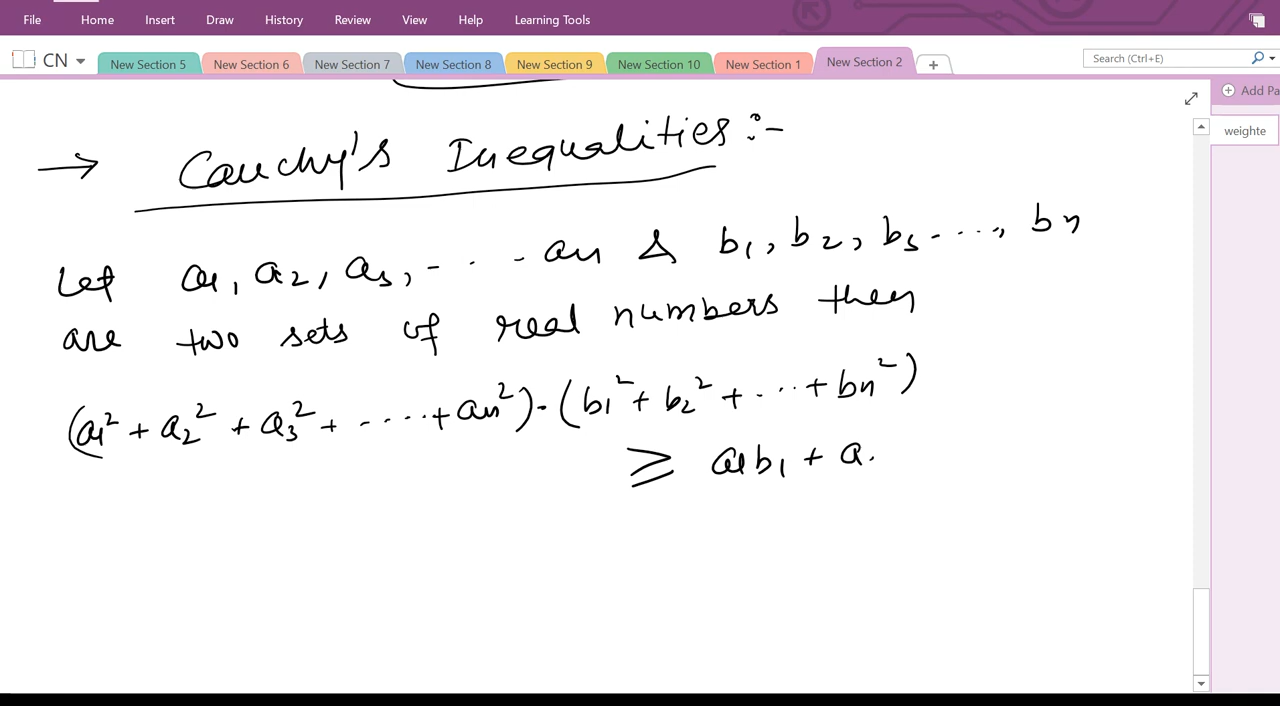 File Home Insert Draw History Review View Help Learning Tools
CN New Section 5 New Section 6 New Section 7 New Section 8 New Section 9 New Section 10 New Section 1 New Section 2 + Search (Ctrl+E)
Add Pa
weighte
→ Cauchy's Inequalities :-
Let a1, a2, a3, - . . . an & b1, b2, b3 - . . ., bn
are two sets of real numbers then
(a1² + a2² + a3² + . . . . + an²) . (b1² + b2² + . . . + bn²)
≥ a1b1 + a.